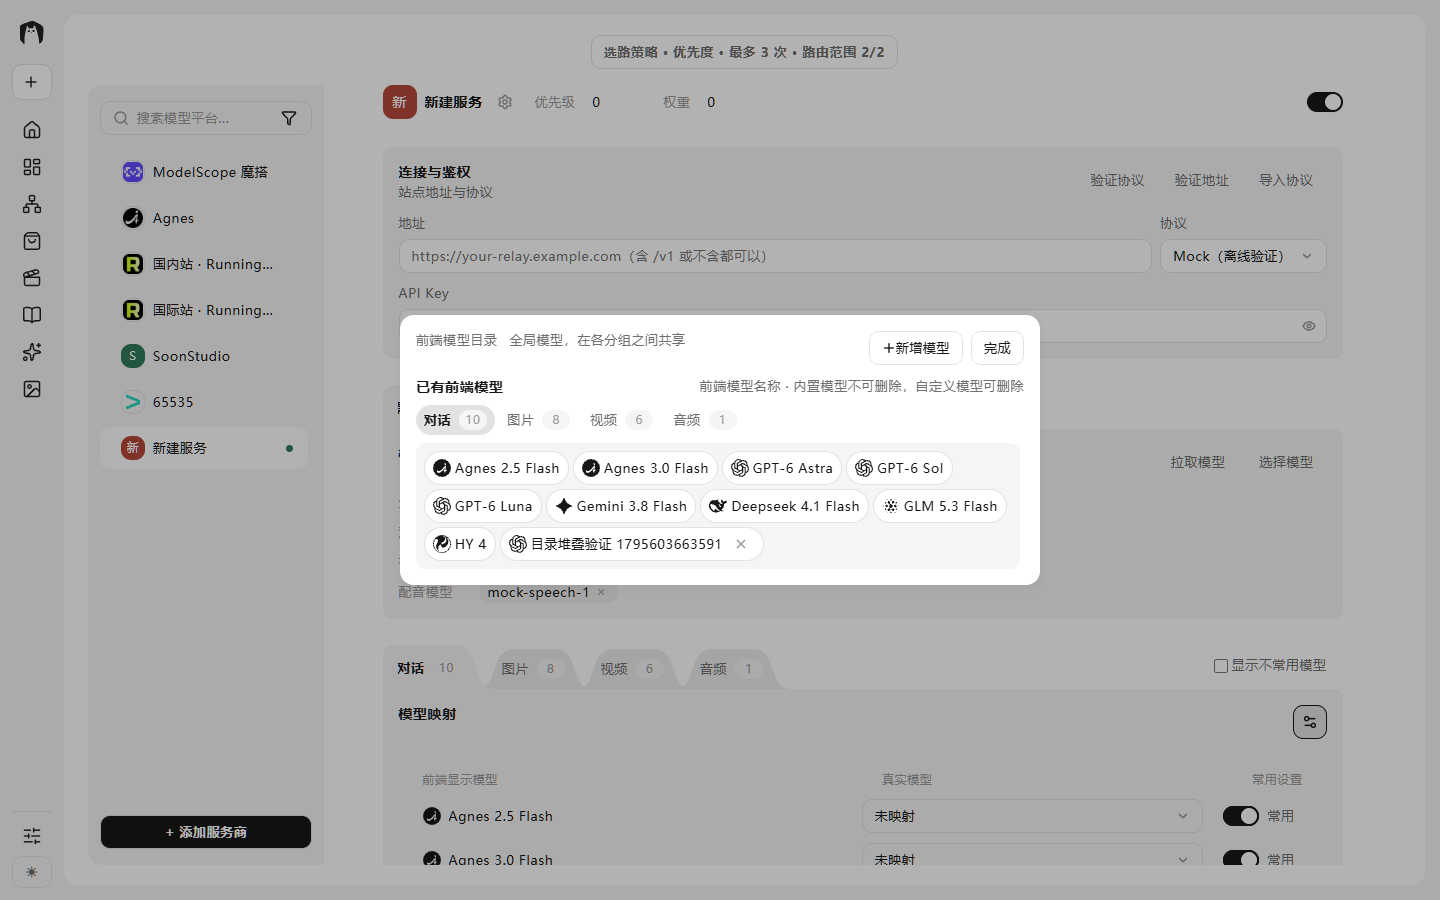 选路策略 • 优先度 • 最多 3 次 • 路由范围 2/2
搜索模型平台...
ModelScope 魔搭
Agnes
国内站 · Running...
国际站 · Running...
S SoonStudio
65535
新 新建服务
+ 添加服务商
新 新建服务 优先级 0 权重 0
连接与鉴权
站点地址与协议
验证协议 验证地址 导入协议
地址 协议
https://your-relay.example.com（含 /v1 或不含都可以）
Mock（离线验证）
API Key
前端模型目录 全局模型，在各分组之间共享
+新增模型 完成
已有前端模型 前端模型名称 · 内置模型不可删除，自定义模型可删除
对话 10 图片 8 视频 6 音频 1
Agnes 2.5 Flash Agnes 3.0 Flash GPT-6 Astra GPT-6 Sol
GPT-6 Luna Gemini 3.8 Flash Deepseek 4.1 Flash GLM 5.3 Flash
HY 4 目录堆叠验证 1795603663591 ×
拉取模型 选择模型
配音模型 mock-speech-1 ×
对话 10 图片 8 视频 6 音频 1 显示不常用模型
模型映射
前端显示模型 真实模型 常用设置
Agnes 2.5 Flash 未映射 常用
Agnes 3.0 Flash 未映射 常用